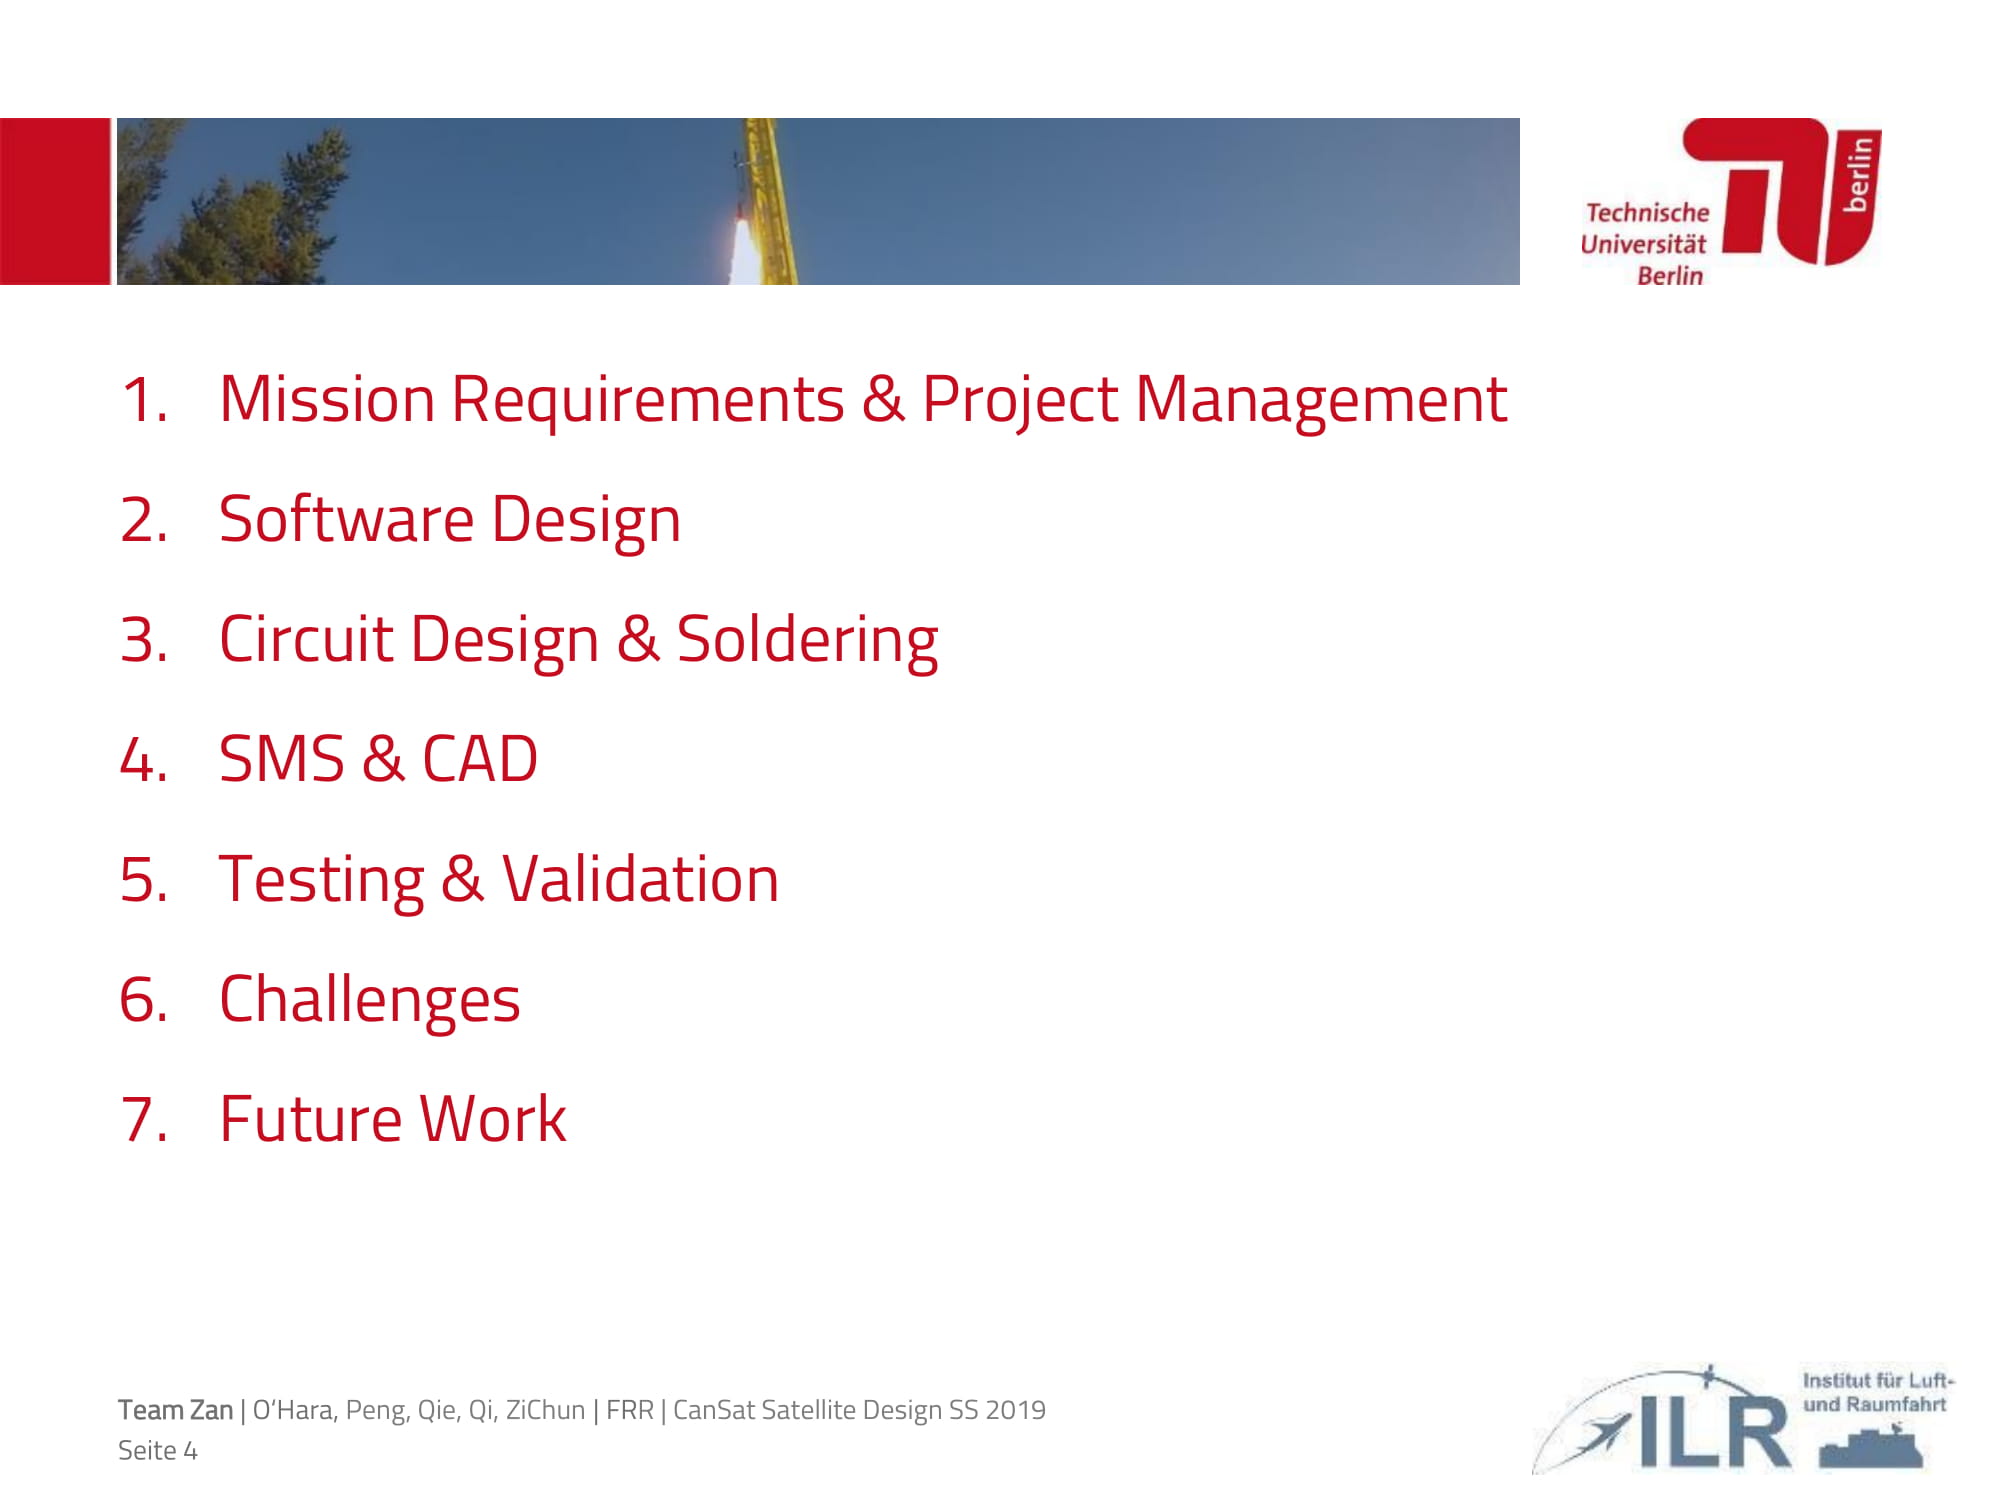 Technische
Universität
Berlin
berlin
1. Mission Requirements & Project Management
2. Software Design
3. Circuit Design & Soldering
4. SMS & CAD
5. Testing & Validation
6. Challenges
7. Future Work
Team Zan | O‘Hara, Peng, Qie, Qi, ZiChun | FRR | CanSat Satellite Design SS 2019
Seite 4
ILR
Institut für Luft-
und Raumfahrt